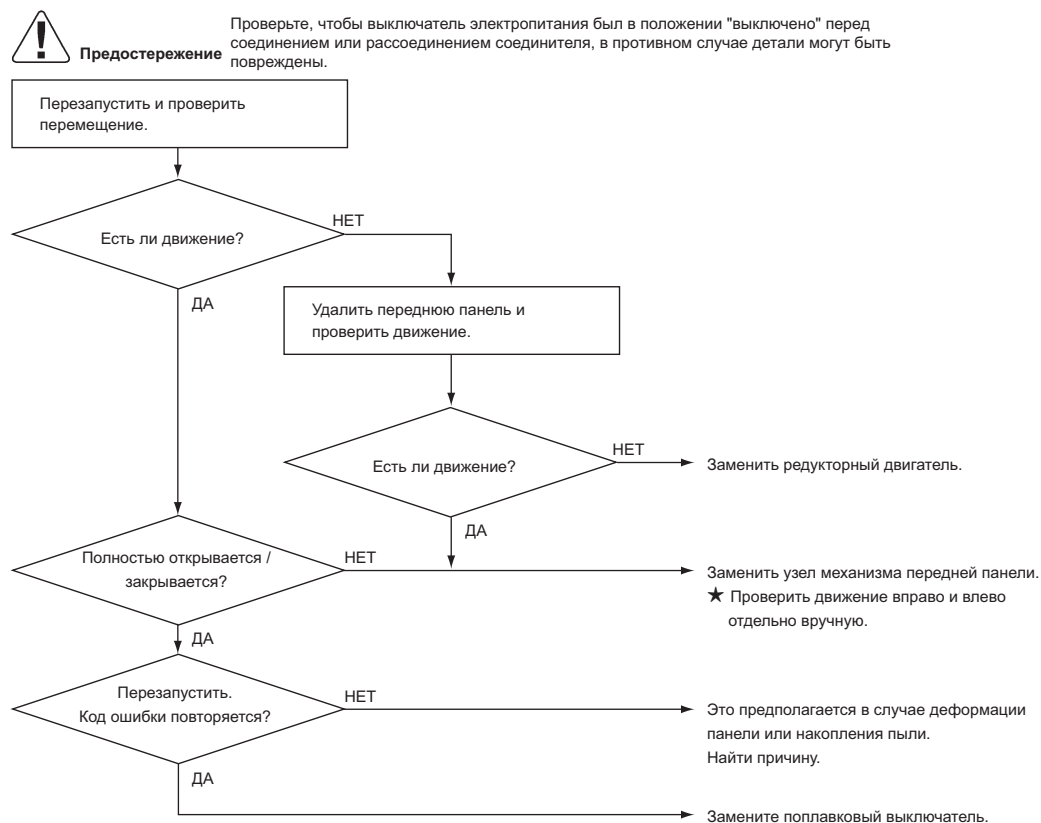 Проверьте, чтобы выключатель электропитания был в положении "выключено" перед
Предостережение соединением или рассоединением соединителя, в противном случае детали могут быть
повреждены.
Перезапустить и проверить
перемещение.
Есть ли движение?
НЕТ
ДА
Удалить переднюю панель и
проверить движение.
Есть ли движение?
НЕТ
Заменить редукторный двигатель.
ДА
Полностью открывается /
закрывается?
НЕТ
Заменить узел механизма передней панели.
★ Проверить движение вправо и влево
отдельно вручную.
ДА
Перезапустить.
Код ошибки повторяется?
НЕТ
Это предполагается в случае деформации
панели или накопления пыли.
Найти причину.
ДА
Замените поплавковый выключатель.